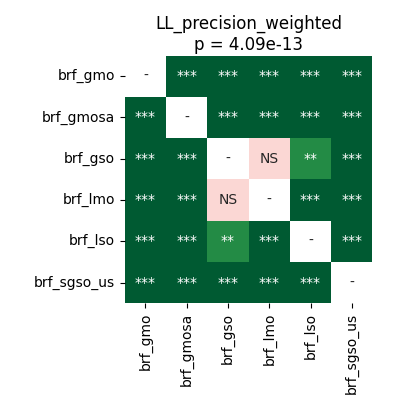 LL_precision_weighted
p = 4.09e-13
brf_gmo - *** *** *** *** ***
brf_gmosa *** - *** *** *** ***
brf_gso *** *** - NS ** ***
brf_lmo *** *** NS - *** ***
brf_lso *** *** ** *** - ***
brf_sgso_us *** *** *** *** *** -
brf_gmo brf_gmosa brf_gso brf_lmo brf_lso brf_sgso_us